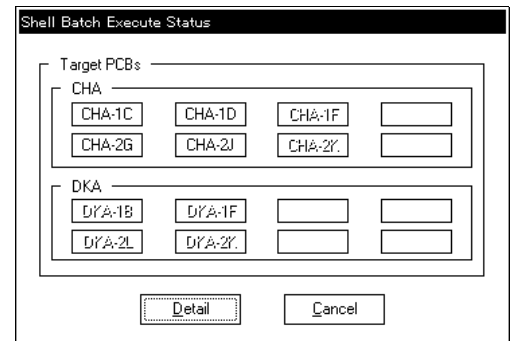 Shell Batch Execute Status
Target PCBs
CHA
CHA-1C CHA-1D CHA-1F
CHA-2G CHA-2J CHA-2K
DKA
DKA-1B DKA-1F
DKA-2L DKA-2K
Detail Cancel